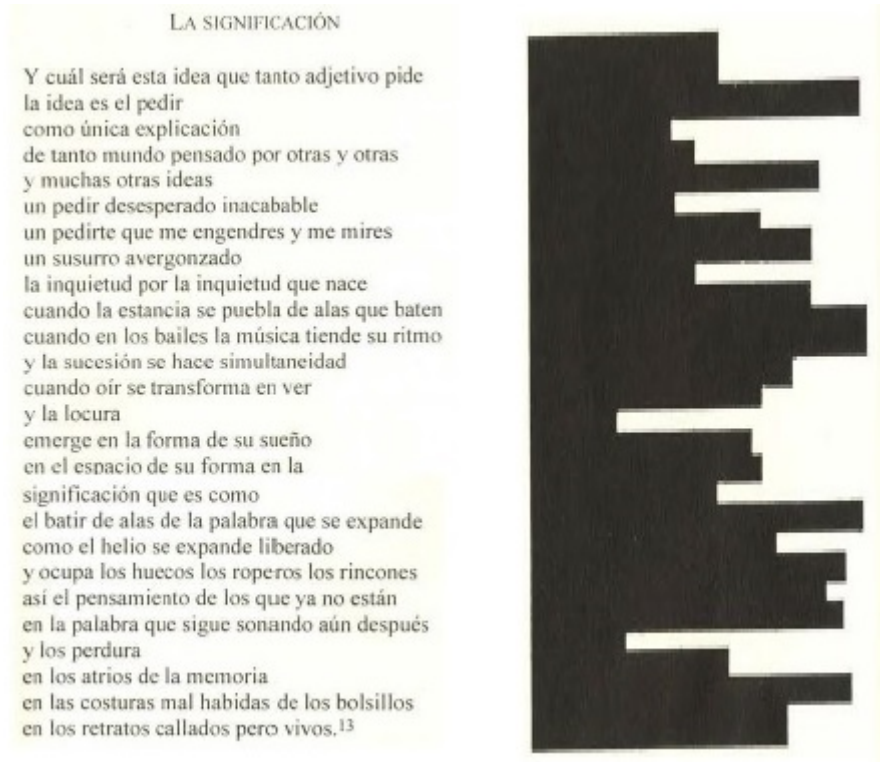 LA SIGNIFICACIÓN
Y cuál será esta idea que tanto adjetivo pide
la idea es el pedir
como única explicación
de tanto mundo pensado por otras y otras
y muchas otras ideas
un pedir desesperado inacabable
un pedirte que me engendres y me mires
un susurro avergonzado
la inquietud por la inquietud que nace
cuando la estancia se puebla de alas que baten
cuando en los bailes la música tiende su ritmo
y la sucesión se hace simultaneidad
cuando oír se transforma en ver
y la locura
emerge en la forma de su sueño
en el espacio de su forma en la
significación que es como
el batir de alas de la palabra que se expande
como el helio se expande liberado
y ocupa los huecos los roperos los rincones
así el pensamiento de los que ya no están
en la palabra que sigue sonando aún después
y los perdura
en los atrios de la memoria
en las costuras mal habidas de los bolsillos
en los retratos callados pero vivos.13